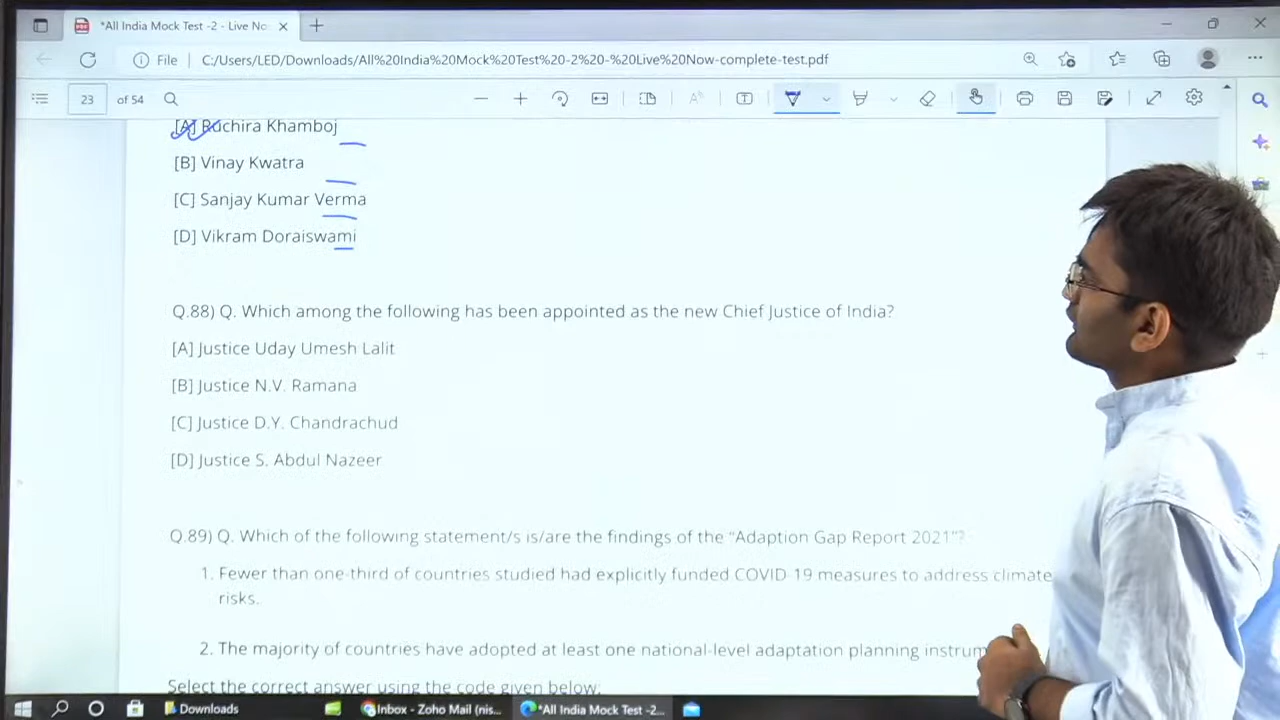 *All India Mock Test -2 - Live No
File
C:/Users/LED/Downloads/All%20India%20Mock%20Test%20-2%20-%20Live%20Now-complete-test.pdf
23 of 54
[A] Ruchira Khamboj
[B] Vinay Kwatra
[C] Sanjay Kumar Verma
[D] Vikram Doraiswami
Q.88) Q. Which among the following has been appointed as the new Chief Justice of India?
[A] Justice Uday Umesh Lalit
[B] Justice N.V. Ramana
[C] Justice D.Y. Chandrachud
[D] Justice S. Abdul Nazeer
Q.89) Q. Which of the following statement/s is/are the findings of the “Adaption Gap Report 2021”?
1. Fewer than one-third of countries studied had explicitly funded COVID 19 measures to address climate
risks.
2. The majority of countries have adopted at least one national-level adaptation planning instrum
Select the correct answer using the code given below:
Downloads
Inbox - Zoho Mail (nis...
*All India Mock Test -2...